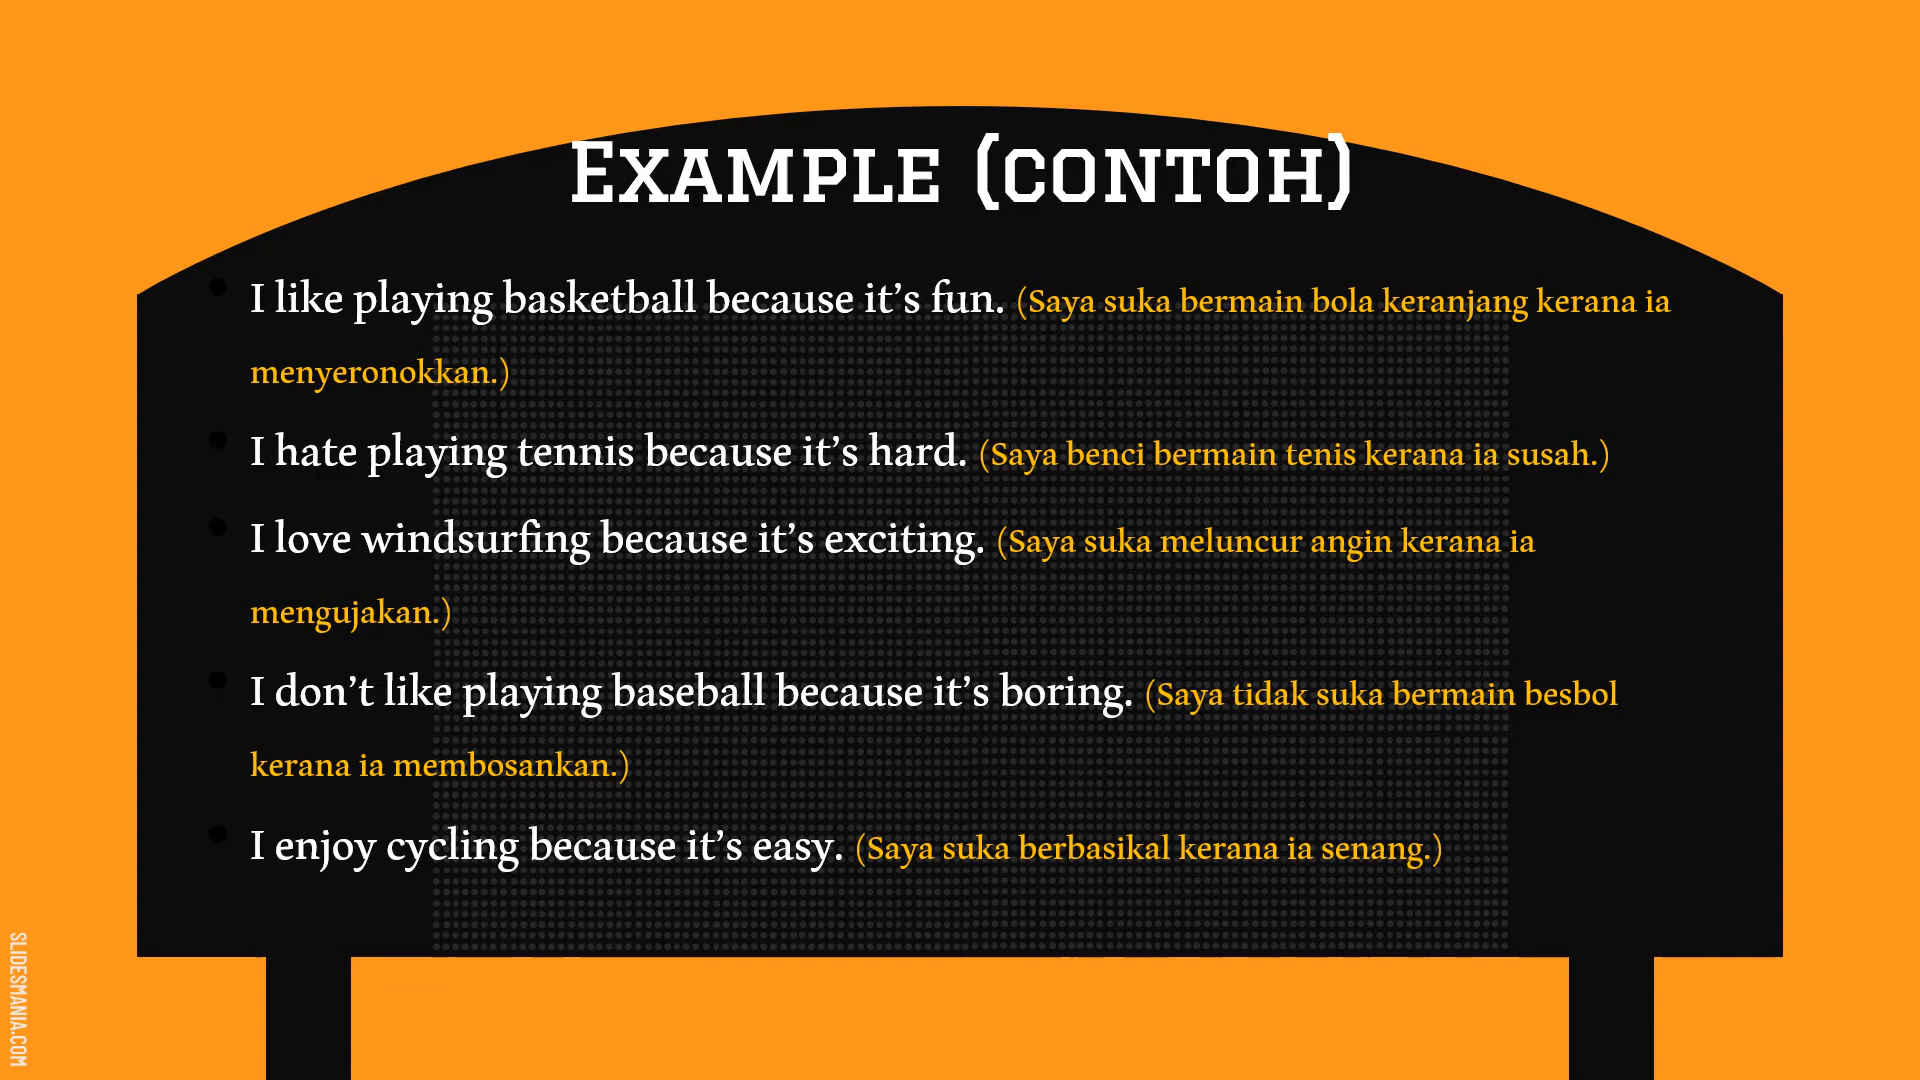 Example (contoh)
I like playing basketball because it’s fun. (Saya suka bermain bola keranjang kerana ia
menyeronokkan.)
I hate playing tennis because it’s hard. (Saya benci bermain tenis kerana ia susah.)
I love windsurfing because it’s exciting. (Saya suka meluncur angin kerana ia
mengujakan.)
I don’t like playing baseball because it’s boring. (Saya tidak suka bermain besbol
kerana ia membosankan.)
I enjoy cycling because it’s easy. (Saya suka berbasikal kerana ia senang.)
SLIDESMANIA.COM